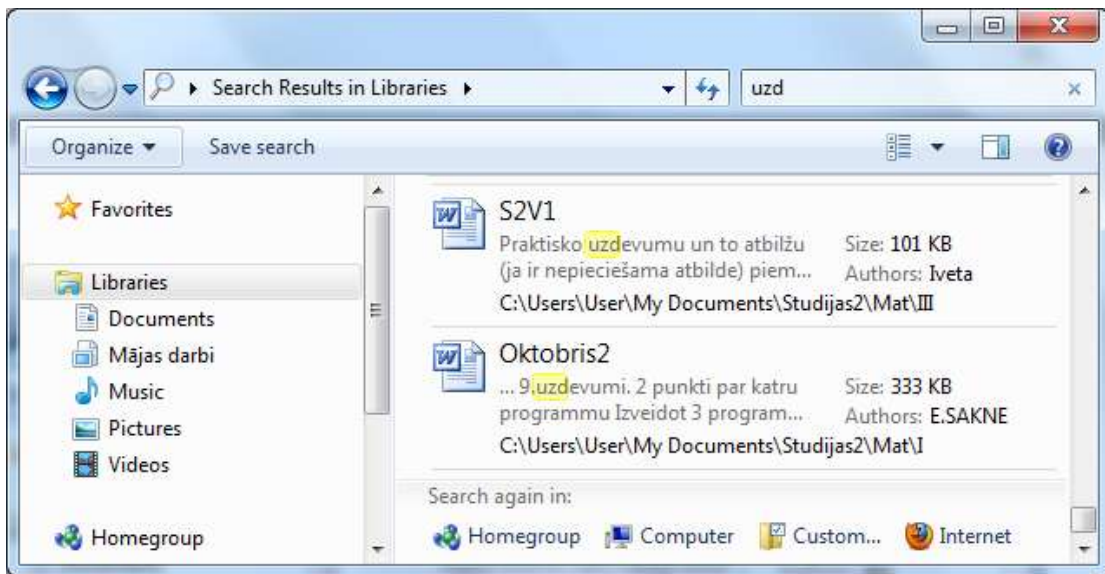 Search Results in Libraries
uzd
Organize
Save search
Favorites
Libraries
Documents
Mājas darbi
Music
Pictures
Videos
Homegroup
S2V1
Praktisko uzdevumu un to atbilžu
(ja ir nepieciešama atbilde) piem...
Size: 101 KB
Authors: Iveta
C:\Users\User\My Documents\Studijas2\Mat\III
Oktobris2
... 9.uzdevumi. 2 punkti par katru
programmu Izveidot 3 program...
Size: 333 KB
Authors: E.SAKNE
C:\Users\User\My Documents\Studijas2\Mat\I
Search again in:
Homegroup
Computer
Custom...
Internet